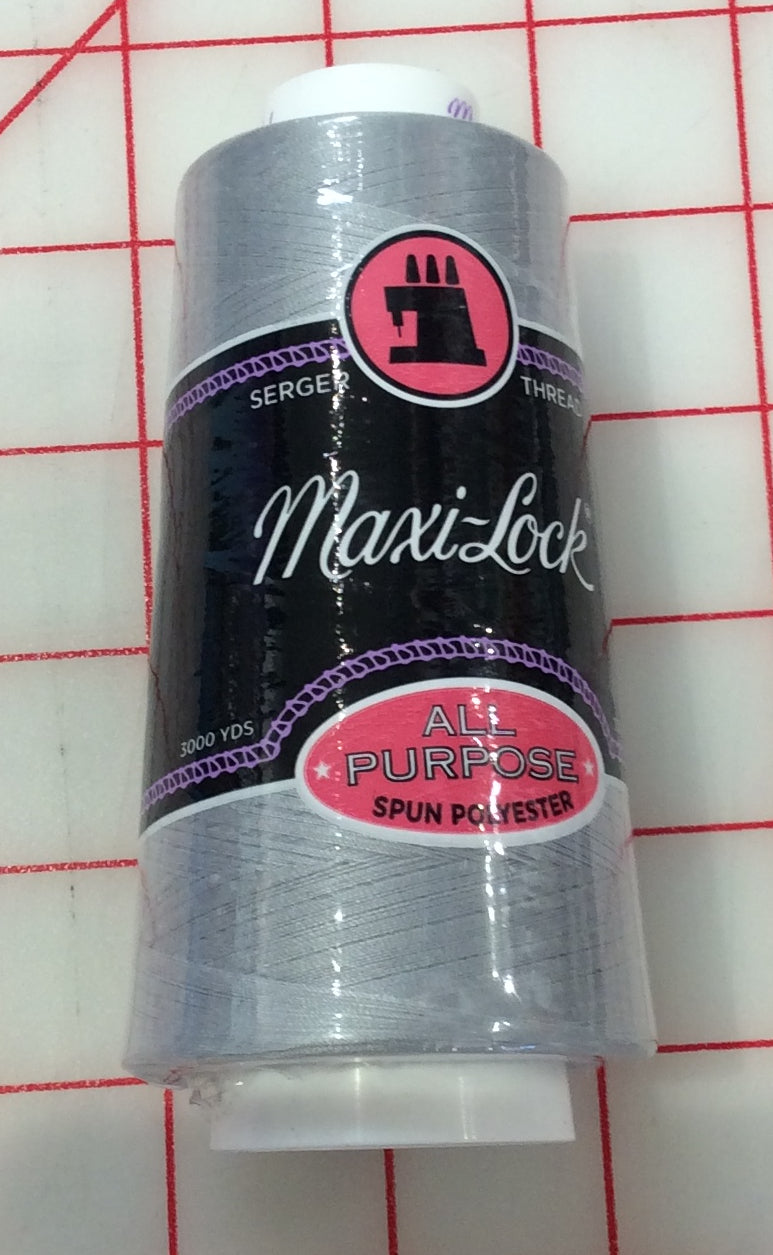 m
SERGER THREAD
Maxi-Lock®
3000 YDS
ALL
PURPOSE
SPUN POLYESTER